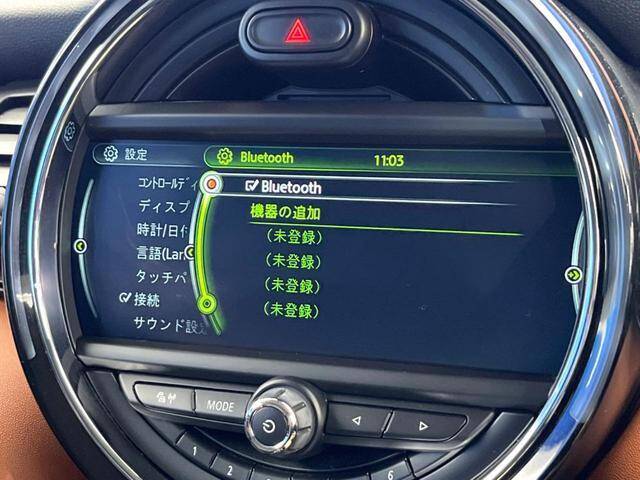 設定
Bluetooth 11:03
コントロールディ
Bluetooth
ディスプ
機器の追加
時計/日付
(未登録)
言語(Lan
(未登録)
タッチパ
(未登録)
接続
(未登録)
サウンド設定
MODE
1
2
6